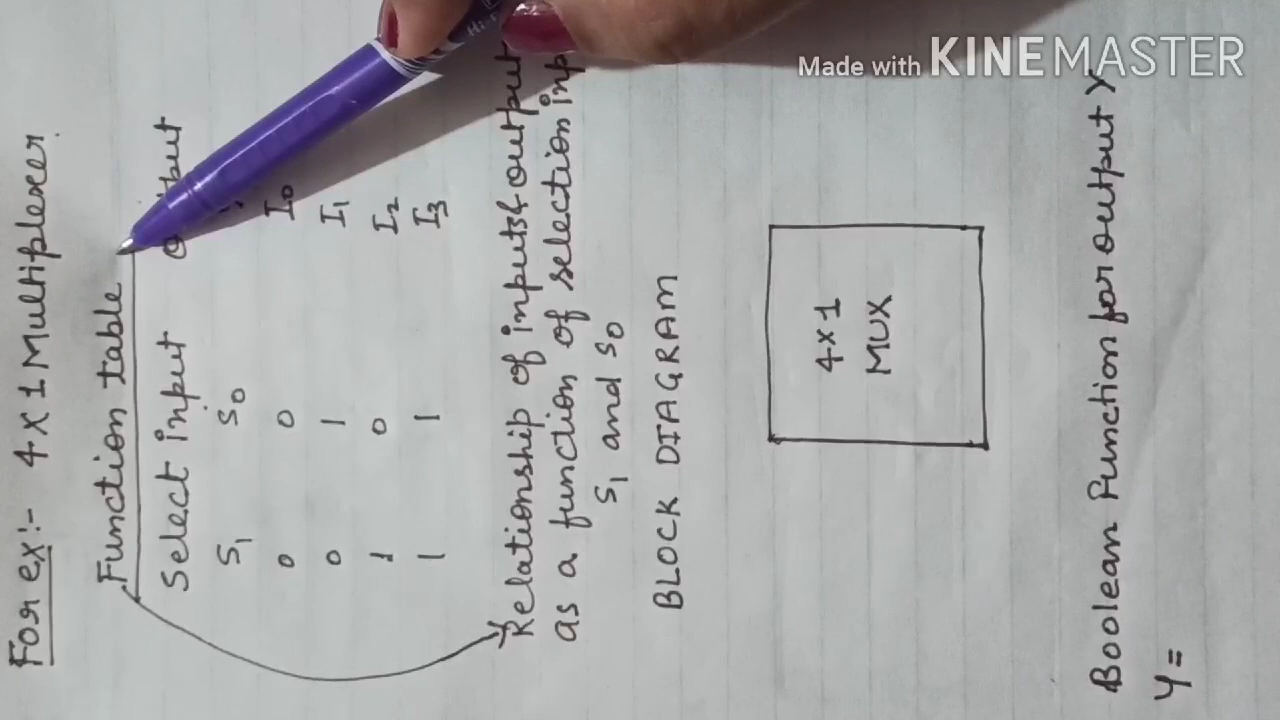 For ex:- 4x1 Multiplexer.
Function table
Select input
S1 S0
0 0 I0
0 1 I1
1 0 I2
1 1 I3
Relationship of inputs & output
as a function of selection inp
S1 and S0
BLOCK DIAGRAM
4x1
MUX
Boolean Function for output Y
Y =
Made with KINEMASTER